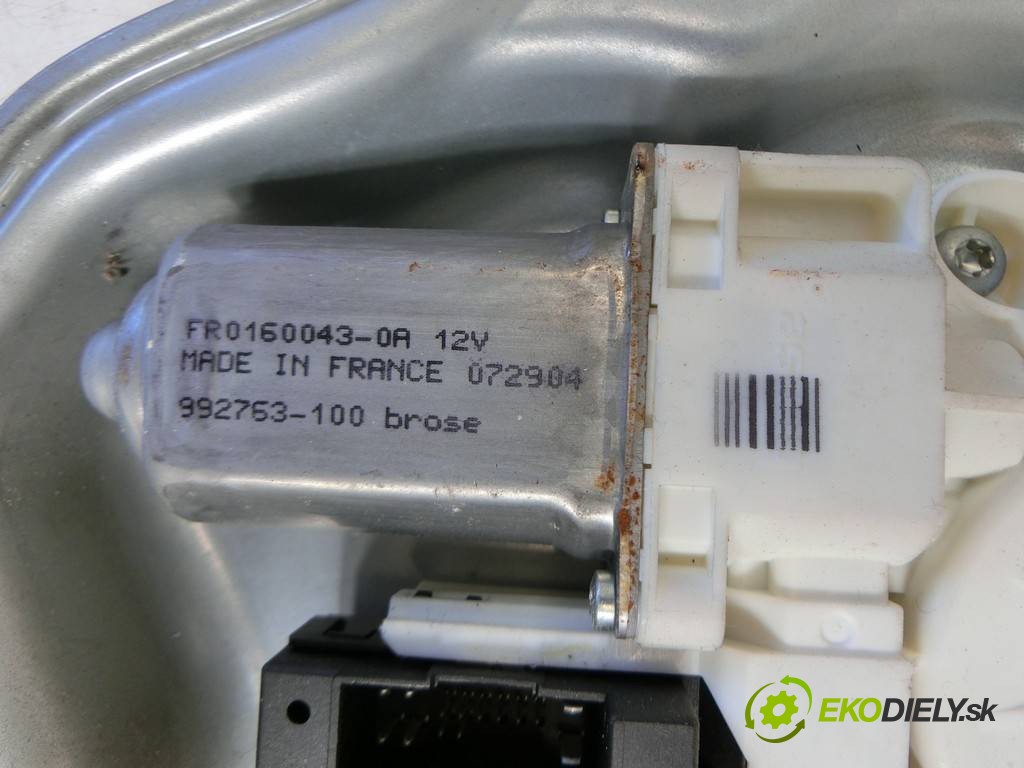 FR0160043-0A 12V
MADE IN FRANCE 072904
992763-100 brose
EKODIELY.sk